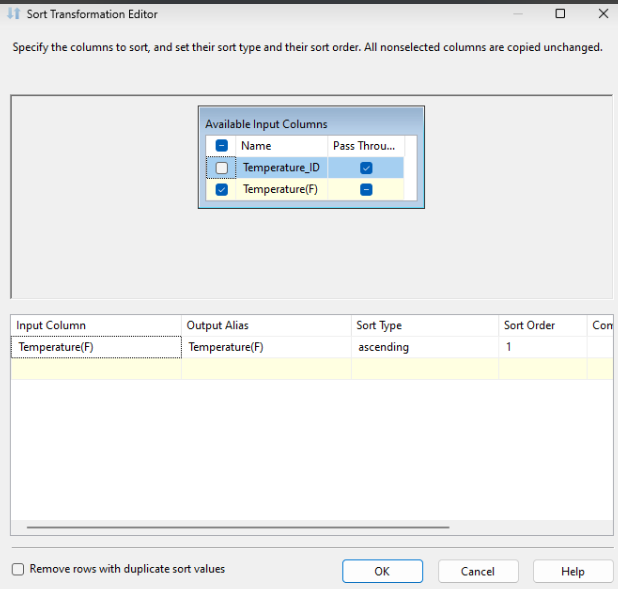 Sort Transformation Editor
Specify the columns to sort, and set their sort type and their sort order. All nonselected columns are copied unchanged.
Available Input Columns
Name Pass Throu...
Temperature_ID
Temperature(F)
Input Column Output Alias Sort Type Sort Order Com
Temperature(F) Temperature(F) ascending 1
Remove rows with duplicate sort values OK Cancel Help